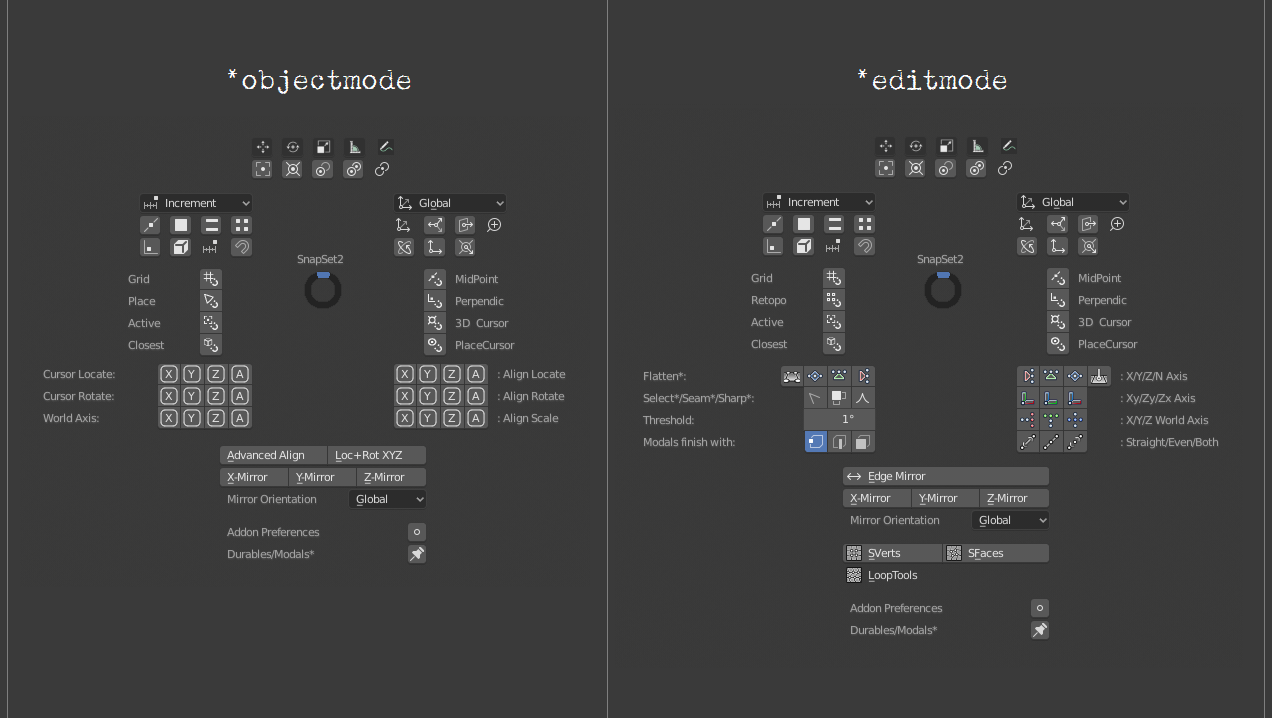 *objectmode
Increment
Global
SnapSet2
Grid
MidPoint
Place
Perpendic
Active
3D Cursor
Closest
PlaceCursor
Cursor Locate: X Y Z A X Y Z A : Align Locate
Cursor Rotate: X Y Z A X Y Z A : Align Rotate
World Axis: X Y Z A X Y Z A : Align Scale
Advanced Align Loc+Rot XYZ
X-Mirror Y-Mirror Z-Mirror
Mirror Orientation Global
Addon Preferences
Durables/Modals*
*editmode
Increment
Global
SnapSet2
Grid
MidPoint
Retopo
Perpendic
Active
3D Cursor
Closest
PlaceCursor
Flatten*: : X/Y/Z/N Axis
Select*/Seam*/Sharp*: : Xy/Zy/Zx Axis
Threshold: 1° : X/Y/Z World Axis
Modals finish with: : Straight/Even/Both
Edge Mirror
X-Mirror Y-Mirror Z-Mirror
Mirror Orientation Global
SVerts SFaces
LoopTools
Addon Preferences
Durables/Modals*